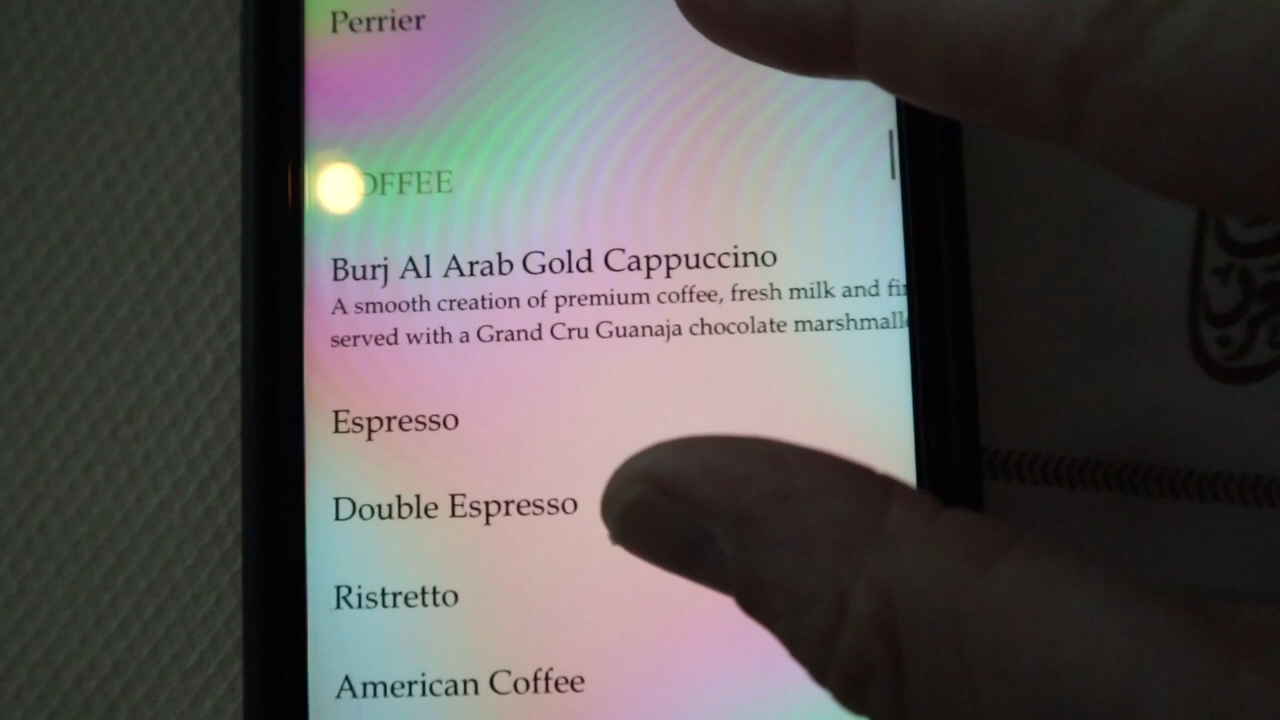 Perrier
COFFEE
Burj Al Arab Gold Cappuccino
A smooth creation of premium coffee, fresh milk and
served with a Grand Cru Guanaja chocolate
Espresso
Double Espresso
Ristretto
American Coffee